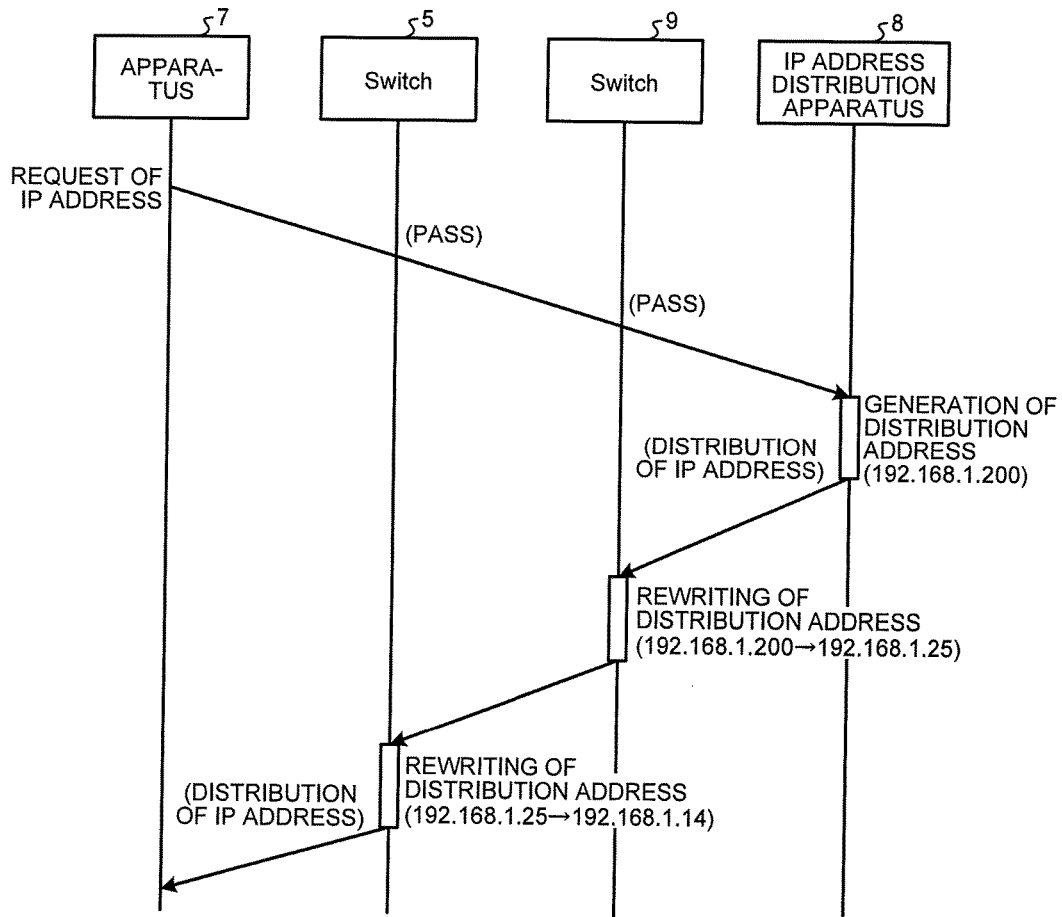 7
5
9
8
APPARA-
TUS
Switch
Switch
IP ADDRESS
DISTRIBUTION
APPARATUS
REQUEST OF
IP ADDRESS
(PASS)
(PASS)
GENERATION OF
DISTRIBUTION
ADDRESS
(192.168.1.200)
(DISTRIBUTION
OF IP ADDRESS)
REWRITING OF
DISTRIBUTION ADDRESS
(192.168.1.200→192.168.1.25)
REWRITING OF
DISTRIBUTION ADDRESS
(192.168.1.25→192.168.1.14)
(DISTRIBUTION
OF IP ADDRESS)